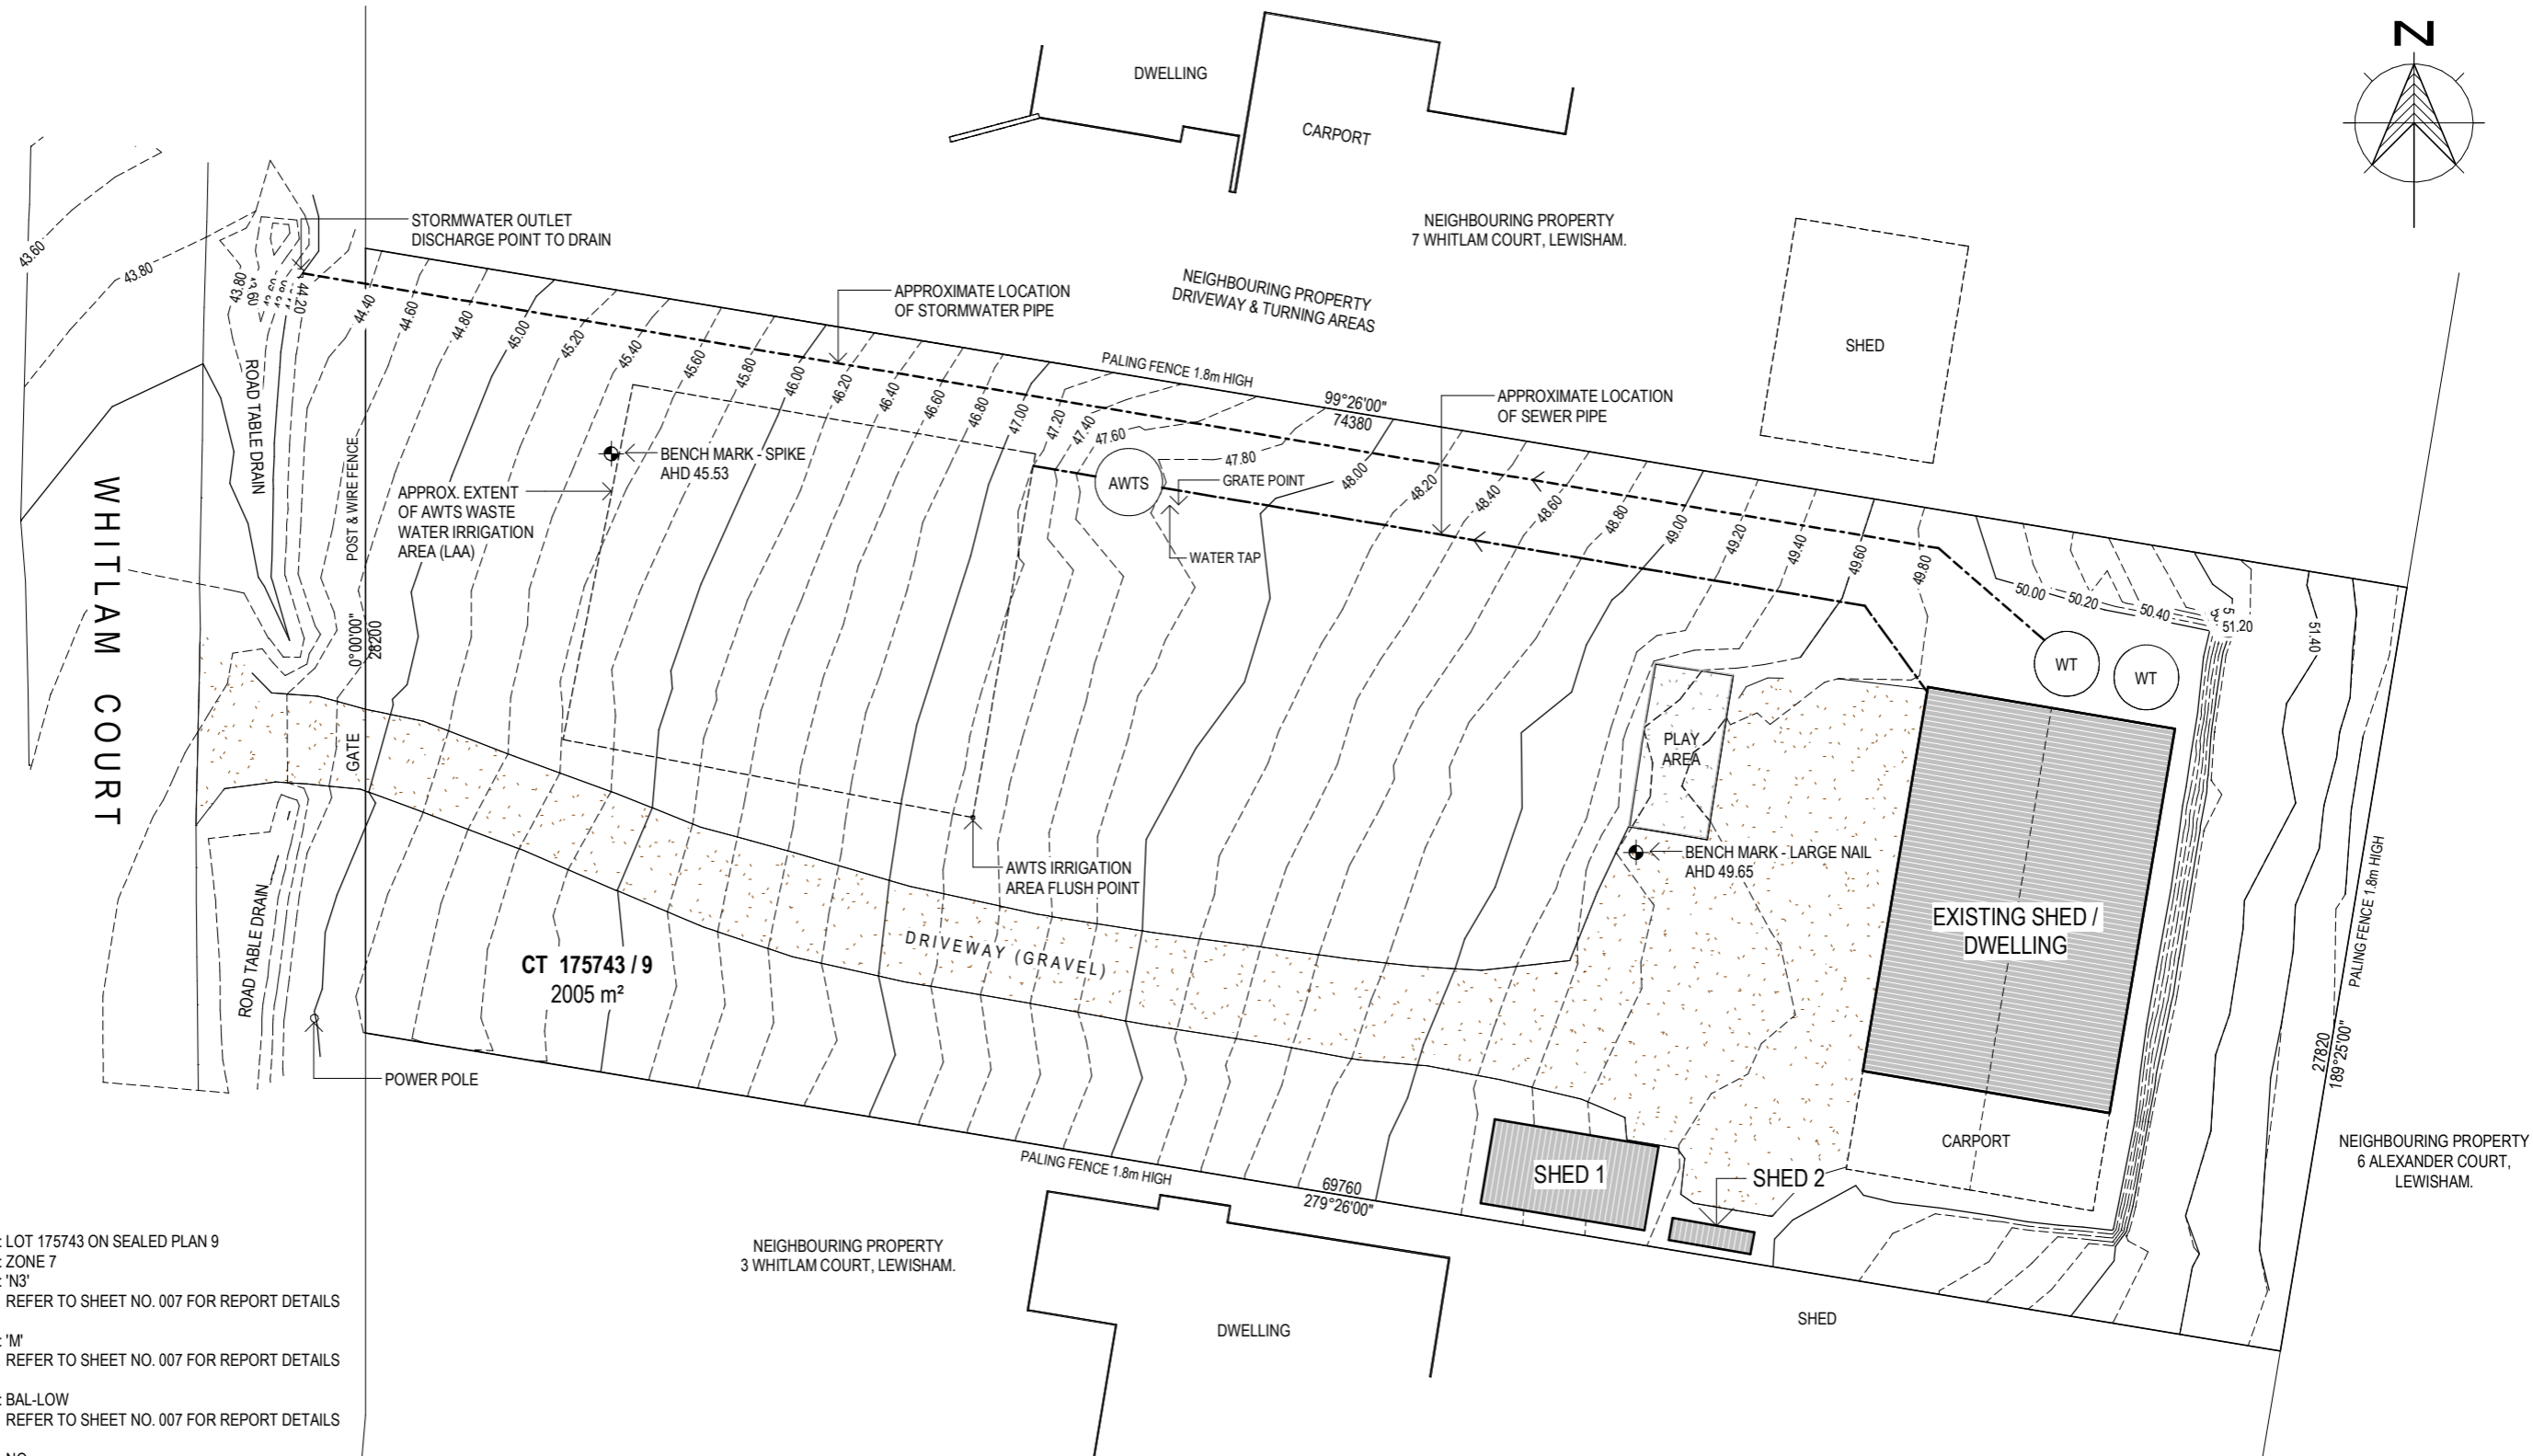 N
DWELLING
CARPORT
STORMWATER OUTLET
DISCHARGE POINT TO DRAIN
NEIGHBOURING PROPERTY
7 WHITLAM COURT, LEWISHAM.
NEIGHBOURING PROPERTY
DRIVEWAY & TURNING AREAS
APPROXIMATE LOCATION
OF STORMWATER PIPE
SHED
PALING FENCE 1.8m HIGH
99°26'00"
74380
APPROXIMATE LOCATION
OF SEWER PIPE
43.60
43.80
43.80
44.20
44.40
44.60
44.80
45.00
45.20
45.40
45.60
45.80
46.00
46.20
46.40
46.60
46.80
47.00
47.20
47.40
47.60
47.80
48.00
48.20
48.40
48.60
48.80
49.00
49.20
49.40
49.60
49.80
50.00
50.20
50.40
51.20
51.40
ROAD TABLE DRAIN
POST & WIRE FENCE
BENCH MARK - SPIKE
AHD 45.53
APPROX. EXTENT
OF AWTS WASTE
WATER IRRIGATION
AREA (LAA)
AWTS
GRATE POINT
WATER TAP
WHITLAM COURT
0°00'00"
28200
GATE
WT
WT
PLAY
AREA
BENCH MARK - LARGE NAIL
AHD 49.65
AWTS IRRIGATION
AREA FLUSH POINT
EXISTING SHED /
DWELLING
PALING FENCE 1.8m HIGH
ROAD TABLE DRAIN
DRIVEWAY (GRAVEL)
CT 175743 / 9
2005 m²
POWER POLE
27820
189°25'00"
CARPORT
NEIGHBOURING PROPERTY
6 ALEXANDER COURT,
LEWISHAM.
PALING FENCE 1.8m HIGH
69760
279°26'00"
SHED 1
SHED 2
NEIGHBOURING PROPERTY
3 WHITLAM COURT, LEWISHAM.
DWELLING
SHED
: LOT 175743 ON SEALED PLAN 9
: ZONE 7
: 'N3'
REFER TO SHEET NO. 007 FOR REPORT DETAILS
: 'M'
REFER TO SHEET NO. 007 FOR REPORT DETAILS
: BAL-LOW
REFER TO SHEET NO. 007 FOR REPORT DETAILS